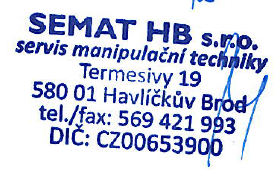 SEMAT HB s.r.o.
servis manipulační techniky
Termesivy 19
580 01 Havlíčkův Brod
tel./fax: 569 421 993
DIČ: CZ00653900